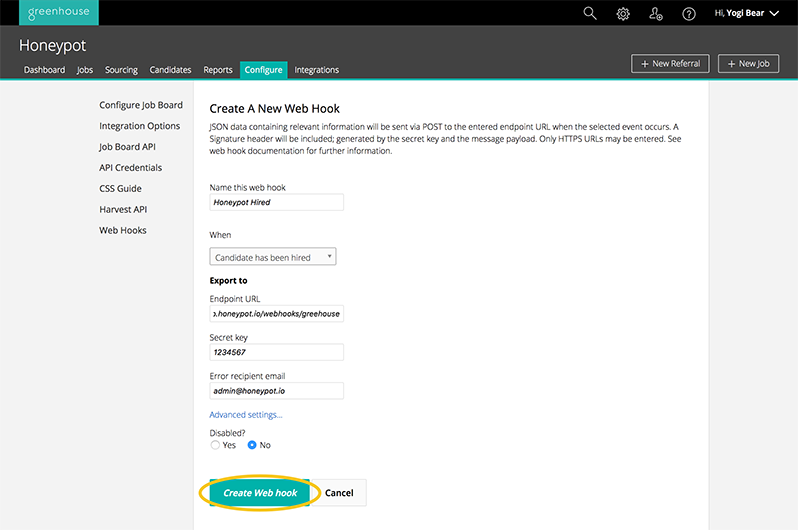 greenhouse
Hi, Yogi Bear
Honeypot
Dashboard Jobs Sourcing Candidates Reports Configure Integrations
+ New Referral + New Job
Configure Job Board
Integration Options
Job Board API
API Credentials
CSS Guide
Harvest API
Web Hooks
Create A New Web Hook
JSON data containing relevant information will be sent via POST to the entered endpoint URL when the selected event occurs. A
Signature header will be included; generated by the secret key and the message payload. Only HTTPS URLs may be entered. See
web hook documentation for further information.
Name this web hook
Honeypot Hired
When
Candidate has been hired
Export to
Endpoint URL
.honeypot.io/webhooks/greehouse
Secret key
1234567
Error recipient email
admin@honeypot.io
Advanced settings...
Disabled?
Yes No
Create Web hook Cancel